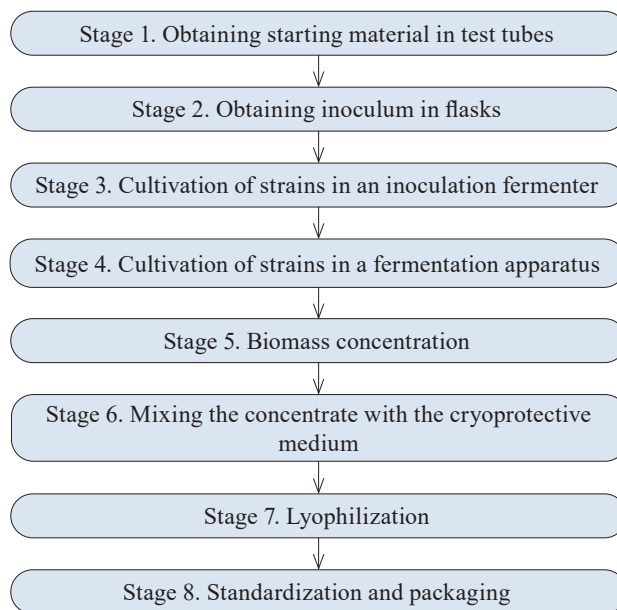 Stage 1. Obtaining starting material in test tubes
Stage 2. Obtaining inoculum in flasks
Stage 3. Cultivation of strains in an inoculation fermenter
Stage 4. Cultivation of strains in a fermentation apparatus
Stage 5. Biomass concentration
Stage 6. Mixing the concentrate with the cryoprotective
medium
Stage 7. Lyophilization
Stage 8. Standardization and packaging